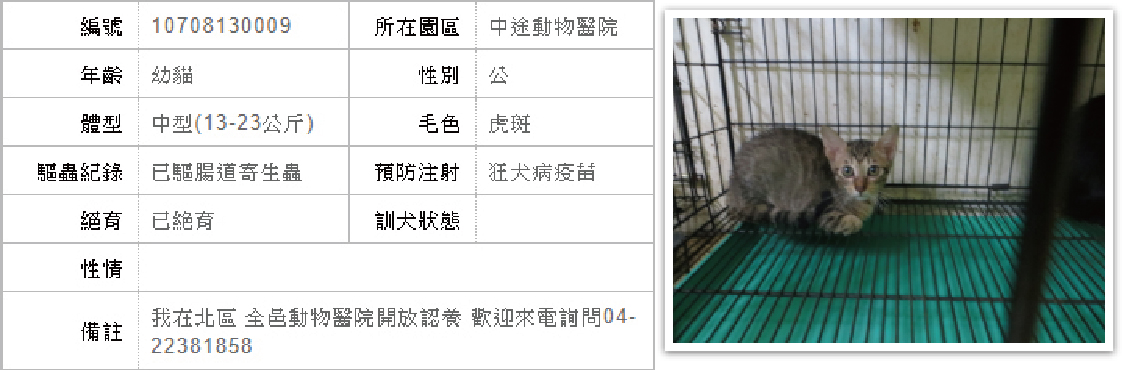 編號 10708130009 所在園區 中途動物醫院
年齡 幼貓 性別 公
體型 中型(13-23公斤) 毛色 虎斑
驅蟲紀錄 已驅腸道寄生蟲 預防注射 狂犬病疫苗
絕育 已絕育 訓犬狀態
性情
備註 我在北區 全邑動物醫院開放認養 歡迎來電詢問04-
22381858